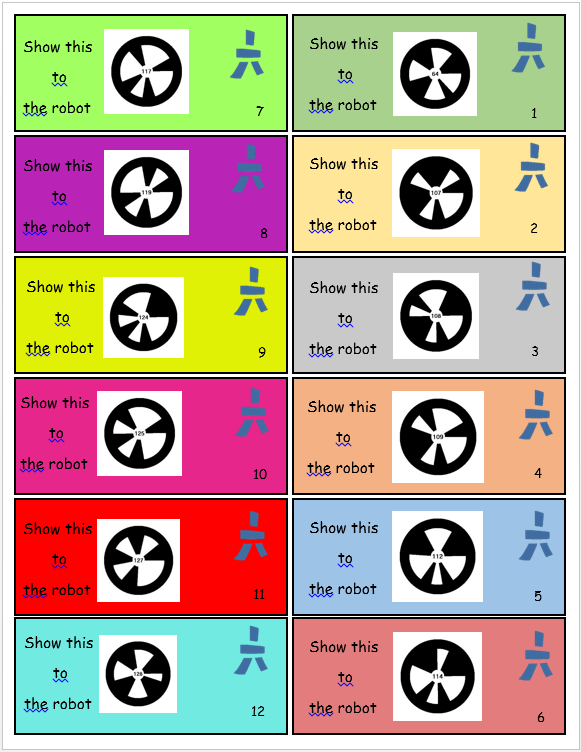 Show this
to
the robot
117
7
Show this
to
the robot
64
1
Show this
to
the robot
119
8
Show this
to
the robot
107
2
Show this
to
the robot
124
9
Show this
to
the robot
108
3
Show this
to
the robot
125
10
Show this
to
the robot
109
4
Show this
to
the robot
127
11
Show this
to
the robot
112
5
Show this
to
the robot
128
12
Show this
to
the robot
114
6